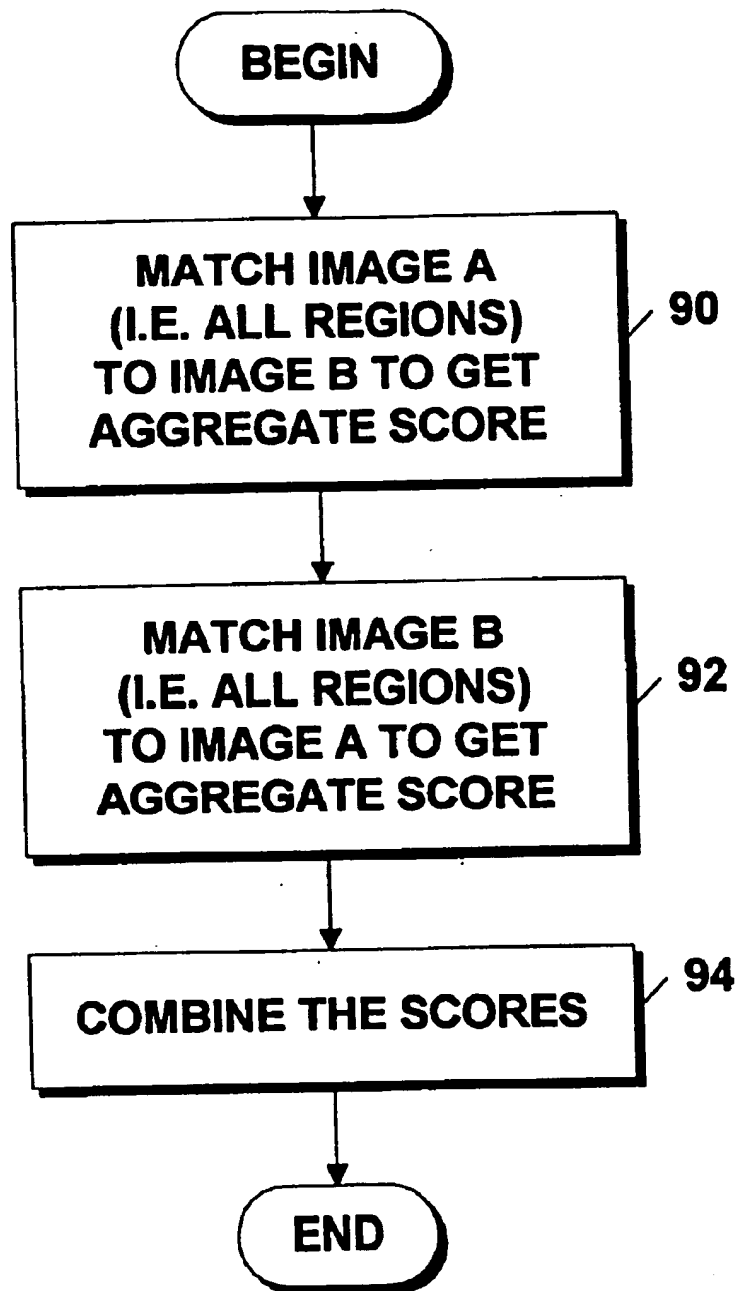 BEGIN
MATCH IMAGE A
(I.E. ALL REGIONS)
TO IMAGE B TO GET
AGGREGATE SCORE
90
MATCH IMAGE B
(I.E. ALL REGIONS)
TO IMAGE A TO GET
AGGREGATE SCORE
92
COMBINE THE SCORES
94
END